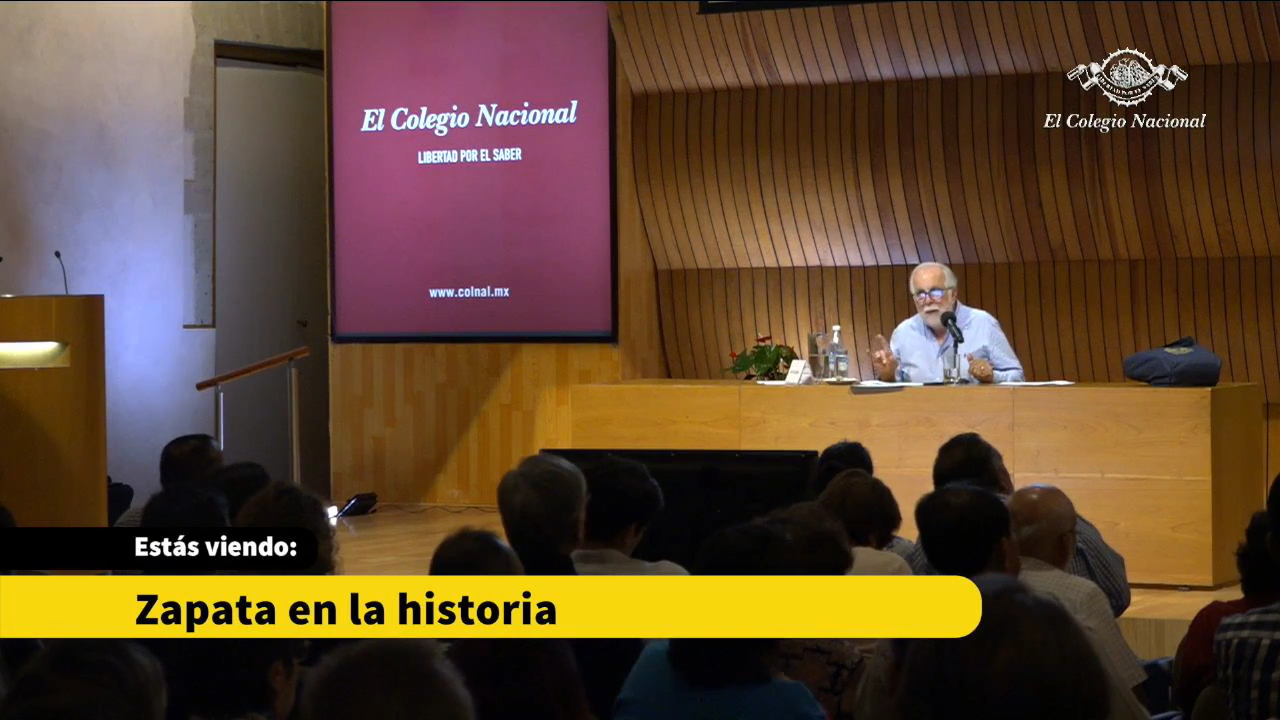 El Colegio Nacional
LIBERTAD POR EL SABER
www.colnal.mx
El Colegio Nacional
Estás viendo:
Zapata en la historia